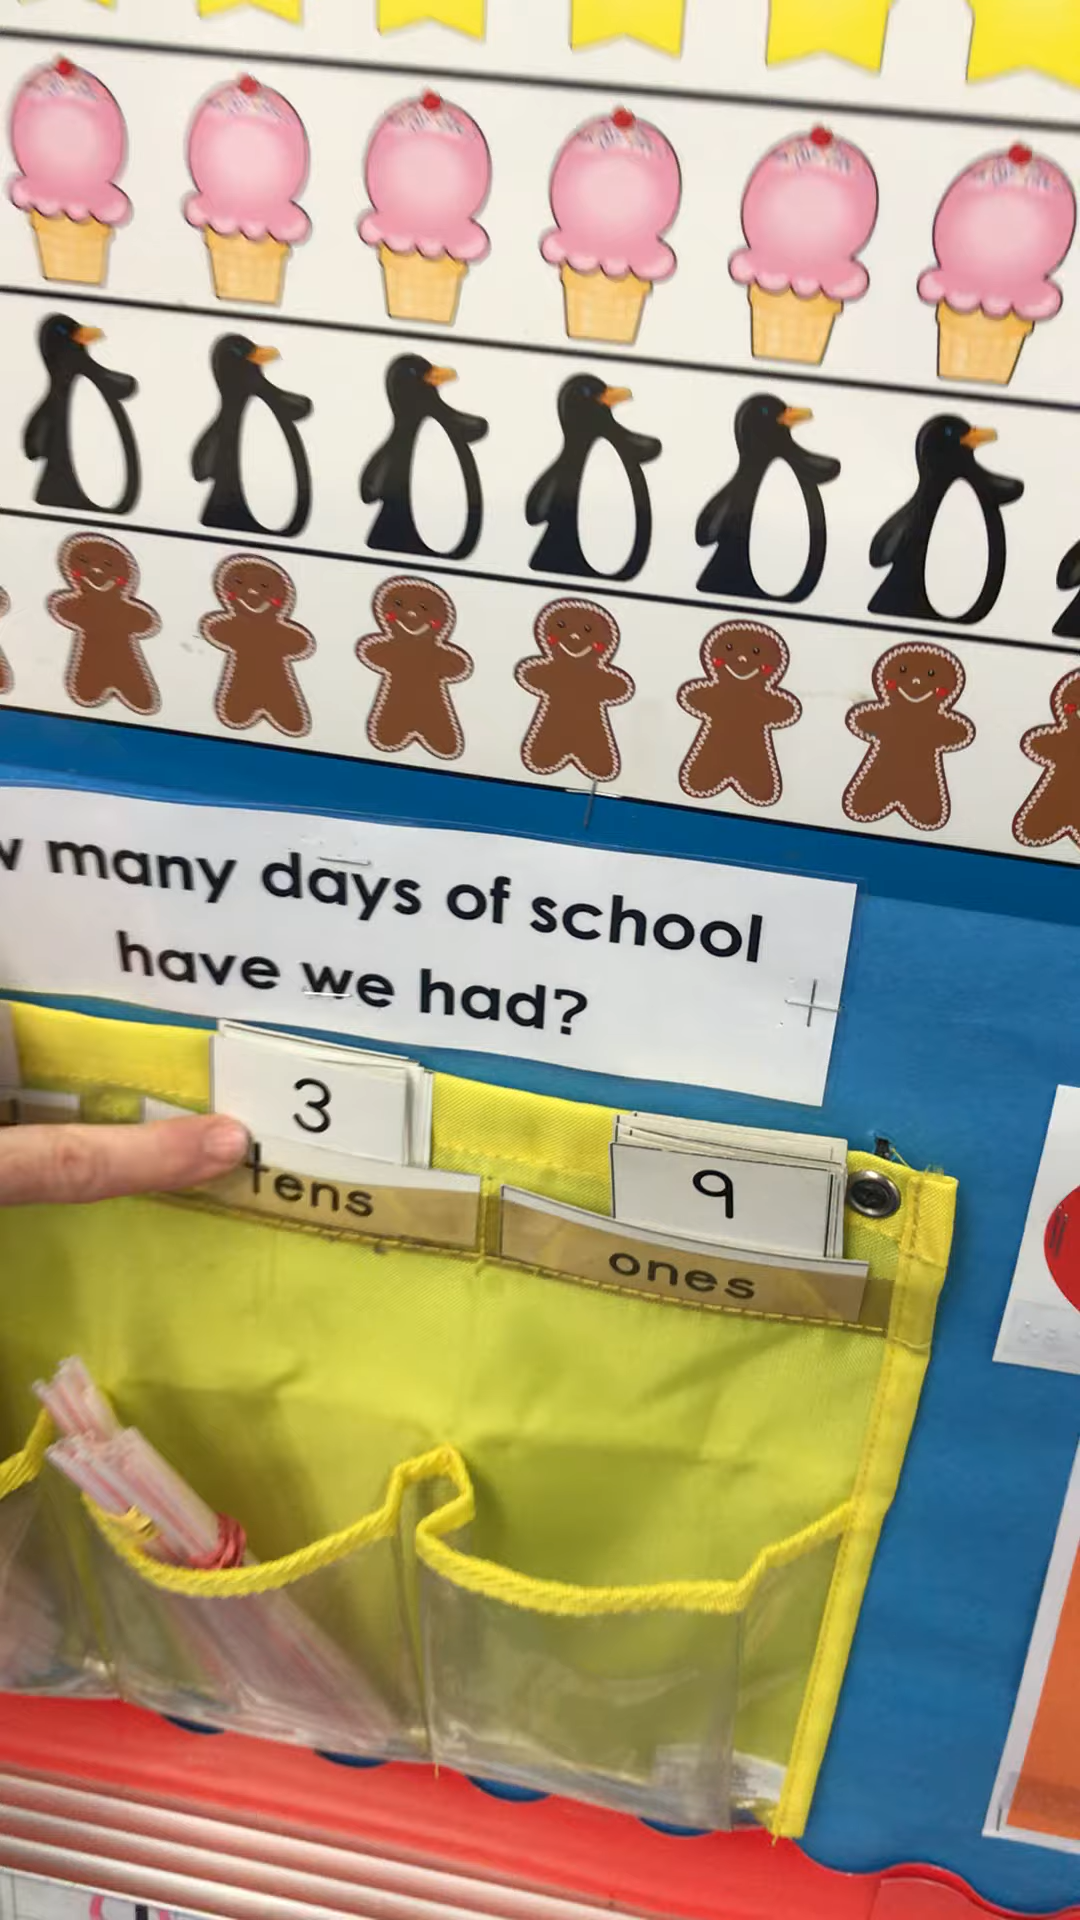 many days of school
have we had?
3
9
tens
ones